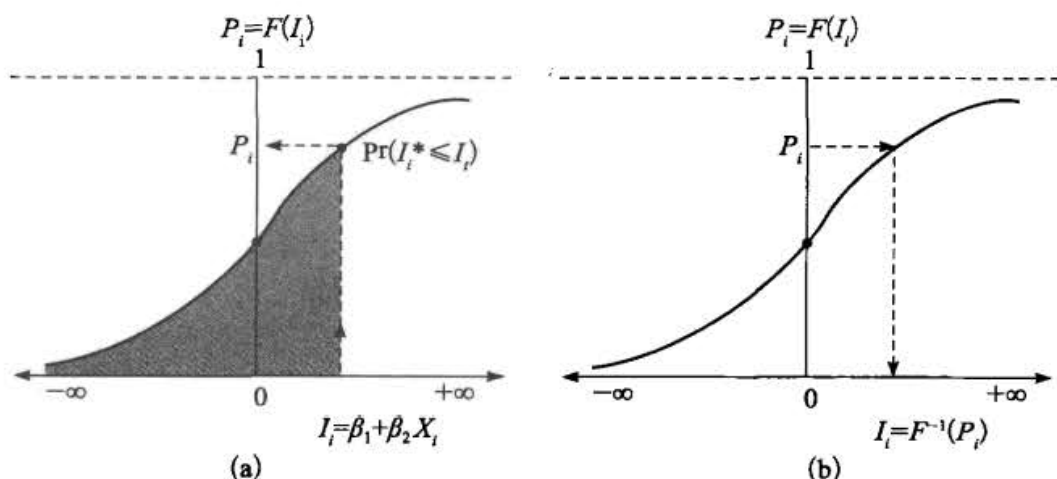 P_i=F(I_i)
1
P_i
Pr(I_i*≤I_i)
−∞
0
+∞
I_i=β̂_1+β̂_2X_i
(a)
P_i=F(I_i)
1
P_i
−∞
0
+∞
I_i=F⁻¹(P_i)
(b)